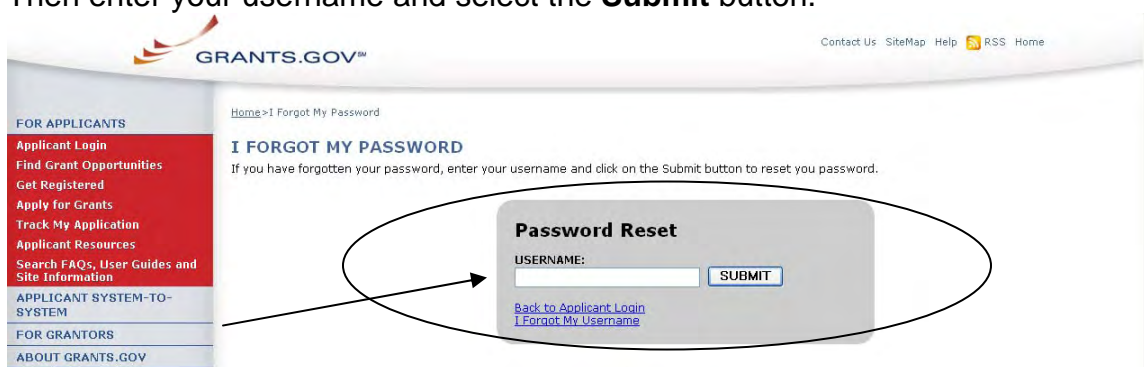 Then enter your username and select the Submit button.
GRANTS.GOV℠
Contact Us SiteMap Help RSS Home
Home>I Forgot My Password
FOR APPLICANTS
Applicant Login
Find Grant Opportunities
Get Registered
Apply for Grants
Track My Application
Applicant Resources
Search FAQs, User Guides and
Site Information
APPLICANT SYSTEM-TO-
SYSTEM
FOR GRANTORS
ABOUT GRANTS.GOV
I FORGOT MY PASSWORD
If you have forgotten your password, enter your username and click on the Submit button to reset you password.
Password Reset
USERNAME:
SUBMIT
Back to Applicant Login
I Forgot My Username